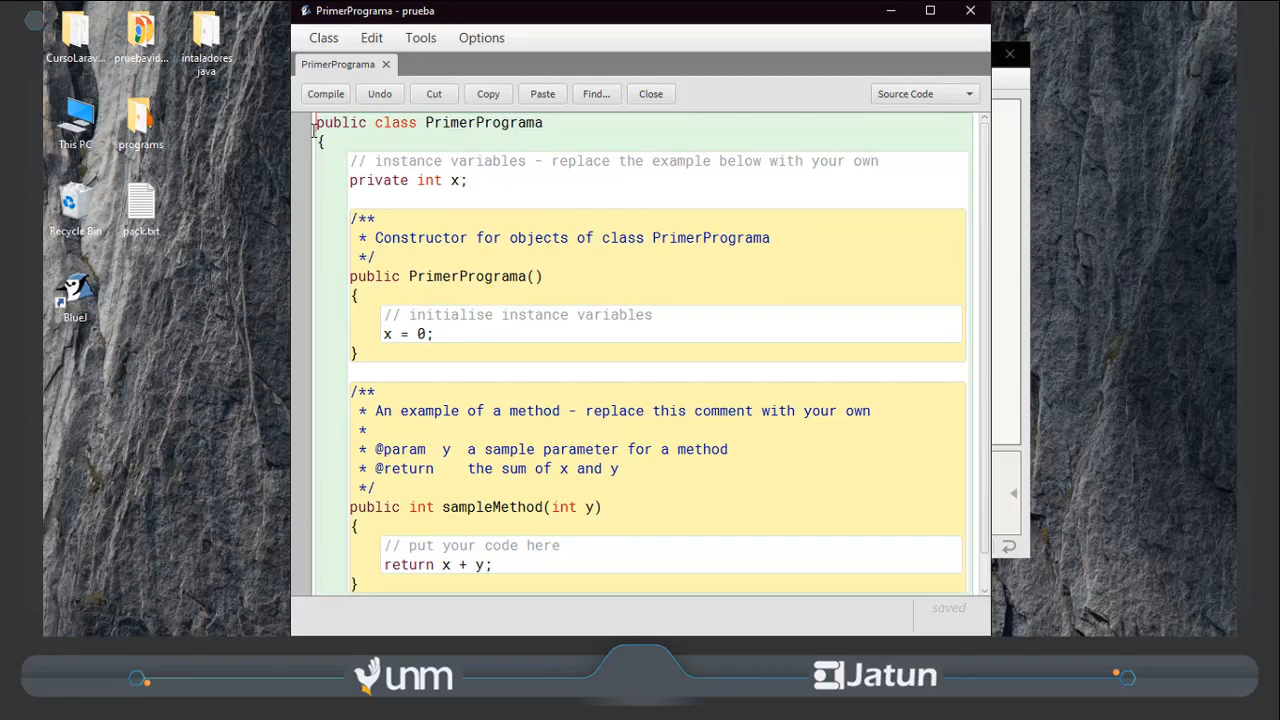 PrimerPrograma - prueba
Class Edit Tools Options
PrimerPrograma
Compile Undo Cut Copy Paste Find... Close Source Code
public class PrimerPrograma
{
// instance variables - replace the example below with your own
private int x;
/**
* Constructor for objects of class PrimerPrograma
*/
public PrimerPrograma()
{
// initialise instance variables
x = 0;
}
/**
* An example of a method - replace this comment with your own
*
* @param y a sample parameter for a method
* @return the sum of x and y
*/
public int sampleMethod(int y)
{
// put your code here
return x + y;
}
saved
CursoLarav... pruebavid... intaladores
java
This PC programs
Recycle Bin pack.txt
BlueJ
unm Jatun